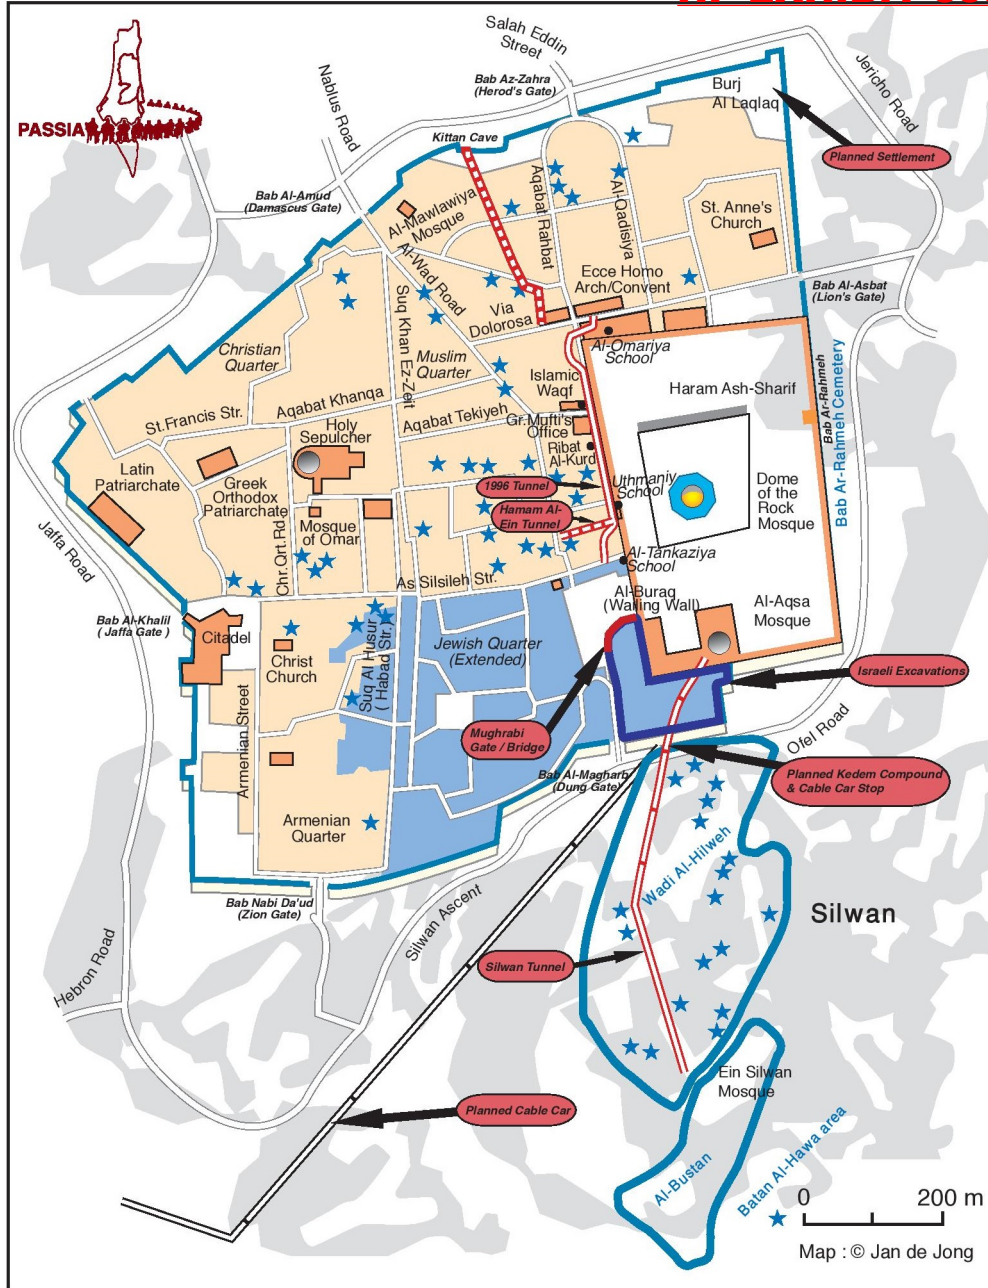 Salah Eddin
Street
Bab Az-Zahra
(Herod's Gate)
Nablus Road
Jericho Road
Burj
Al Laqlaq
Planned Settlement
PASSIA
Kittan Cave
Bab Al-Amud
(Damascus Gate)
Al-Mawlawiya
Mosque
Aqabat Rahbat
Al-Qadisiya
St. Anne's
Church
Al-Wad Road
Ecce Homo
Arch/Convent
Via
Dolorosa
Bab Al-Asbat
(Lion's Gate)
Suq Khan Ez-Zeit
Christian
Quarter
Muslim
Quarter
Al-Omariya
School
Islamic
Waqf
Haram Ash-Sharif
Bab Ar-Rahmeh
Bab Ar-Rahmeh Cemetery
St.Francis Str.
Aqabat Khanqa
Aqabat Tekiyeh
Gr.Mufti's
Office
Holy
Sepulcher
Ribat
Al-Kurd
Latin
Patriarchate
Greek
Orthodox
Patriarchate
1996 Tunnel
Uthmaniy
School
Dome
of the
Rock
Mosque
Hamam Al-
Ein Tunnel
Mosque
of Omar
Chr.Qrt.Rd.
Jaffa Road
Al-Tankaziya
School
As Silsileh Str.
Al-Buraq
(Wailing Wall)
Al-Aqsa
Mosque
Bab Al-Khalil
( Jaffa Gate )
Citadel
Christ
Church
Suq Al Husur
( Habad Str.)
Jewish Quarter
(Extended)
Israeli Excavations
Armenian Street
Mughrabi
Gate / Bridge
Ofel Road
Bab Al-Magharb
(Dung Gate)
Planned Kedem Compound
& Cable Car Stop
Armenian
Quarter
Wadi Al-Hilweh
Bab Nabi Da'ud
(Zion Gate)
Silwan Ascent
Silwan
Hebron Road
Silwan Tunnel
Ein Silwan
Mosque
Planned Cable Car
Al-Bustan
Batan Al-Hawa area
0 200 m
Map : © Jan de Jong